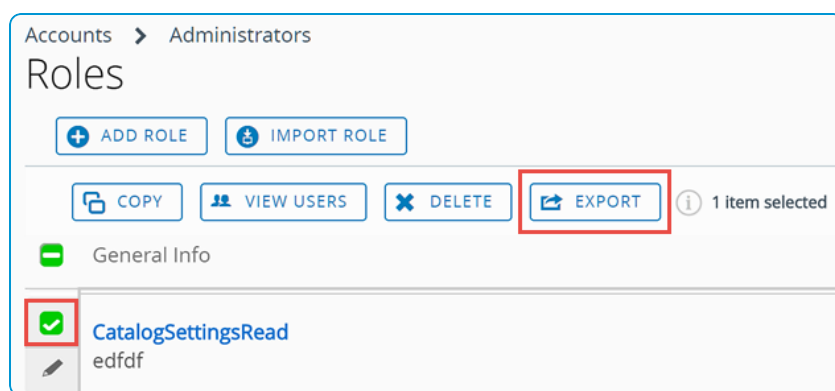 Accounts > Administrators
Roles
ADD ROLE IMPORT ROLE
COPY VIEW USERS DELETE EXPORT i 1 item selected
General Info
CatalogSettingsRead
edfdf